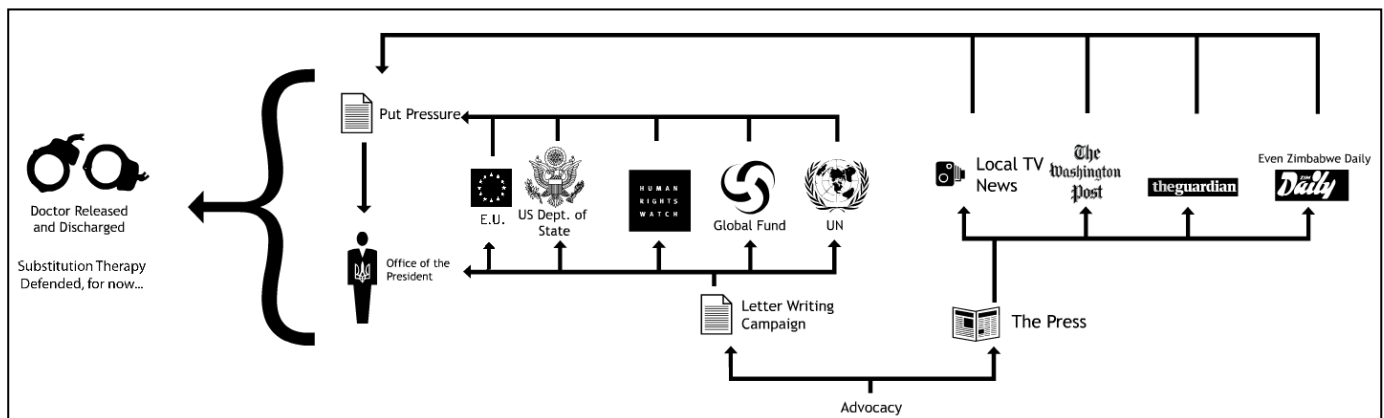 Put Pressure
Doctor Released
and Discharged
Substitution Therapy
Defended, for now...
Office of the
President
E.U.
US Dept. of
State
HUMAN
RIGHTS
WATCH
Global Fund
UN
Local TV
News
The
Washington
Post
theguardian
Even Zimbabwe Daily
ZIM
Daily
Letter Writing
Campaign
The Press
Advocacy